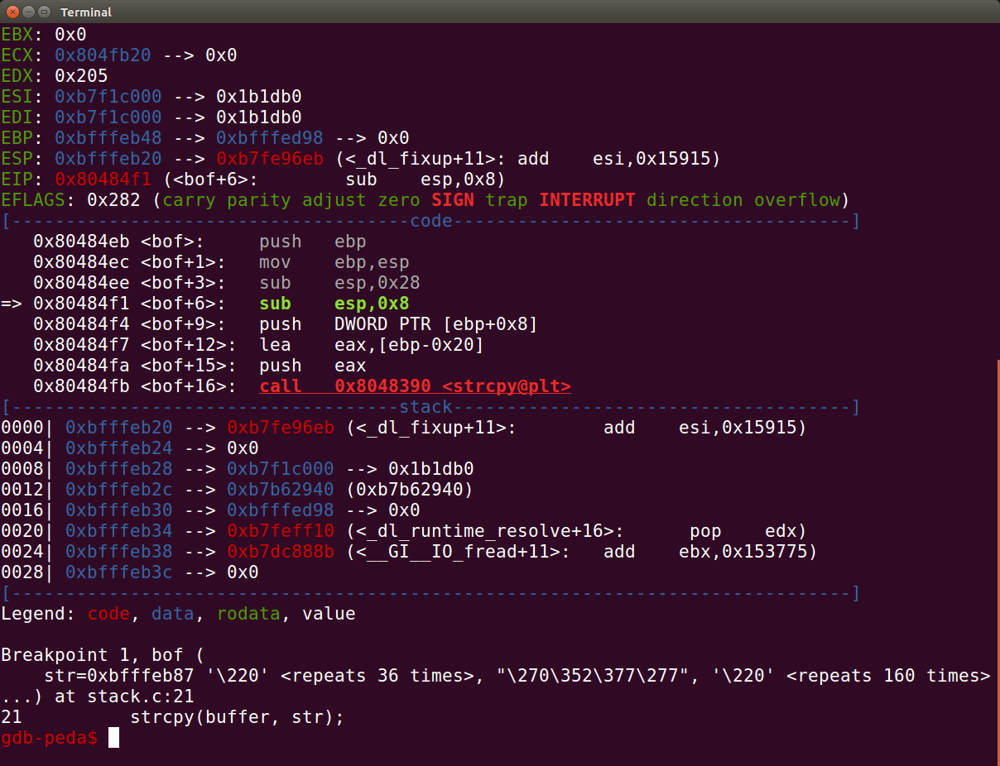 Terminal
EBX: 0x0
ECX: 0x804fb20 --> 0x0
EDX: 0x205
ESI: 0xb7f1c000 --> 0x1b1db0
EDI: 0xb7f1c000 --> 0x1b1db0
EBP: 0xbfffeb48 --> 0xbfffed98 --> 0x0
ESP: 0xbfffeb20 --> 0xb7fe96eb (<_dl_fixup+11>: add    esi,0x15915)
EIP: 0x80484f1 (<bof+6>:        sub    esp,0x8)
EFLAGS: 0x282 (carry parity adjust zero SIGN trap INTERRUPT direction overflow)
[-------------------------------------code-------------------------------------]
   0x80484eb <bof>:     push   ebp
   0x80484ec <bof+1>:   mov    ebp,esp
   0x80484ee <bof+3>:   sub    esp,0x28
=> 0x80484f1 <bof+6>:   sub    esp,0x8
   0x80484f4 <bof+9>:   push   DWORD PTR [ebp+0x8]
   0x80484f7 <bof+12>:  lea    eax,[ebp-0x20]
   0x80484fa <bof+15>:  push   eax
   0x80484fb <bof+16>:  call   0x8048390 <strcpy@plt>
[------------------------------------stack-------------------------------------]
0000| 0xbfffeb20 --> 0xb7fe96eb (<_dl_fixup+11>:        add    esi,0x15915)
0004| 0xbfffeb24 --> 0x0
0008| 0xbfffeb28 --> 0xb7f1c000 --> 0x1b1db0
0012| 0xbfffeb2c --> 0xb7b62940 (0xb7b62940)
0016| 0xbfffeb30 --> 0xbfffed98 --> 0x0
0020| 0xbfffeb34 --> 0xb7feff10 (<_dl_runtime_resolve+16>:      pop    edx)
0024| 0xbfffeb38 --> 0xb7dc888b (<__GI__IO_fread+11>:   add    ebx,0x153775)
0028| 0xbfffeb3c --> 0x0
[------------------------------------------------------------------------------]
Legend: code, data, rodata, value
Breakpoint 1, bof (
    str=0xbfffeb87 '\220' <repeats 36 times>, "\270\352\377\277", '\220' <repeats 160 times>
...) at stack.c:21
21          strcpy(buffer, str);
gdb-peda$